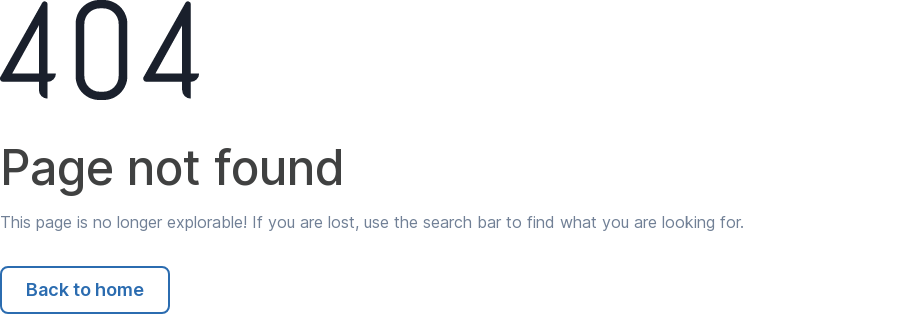 404
Page not found
This page is no longer explorable! If you are lost, use the search bar to find what you are looking for.
Back to home